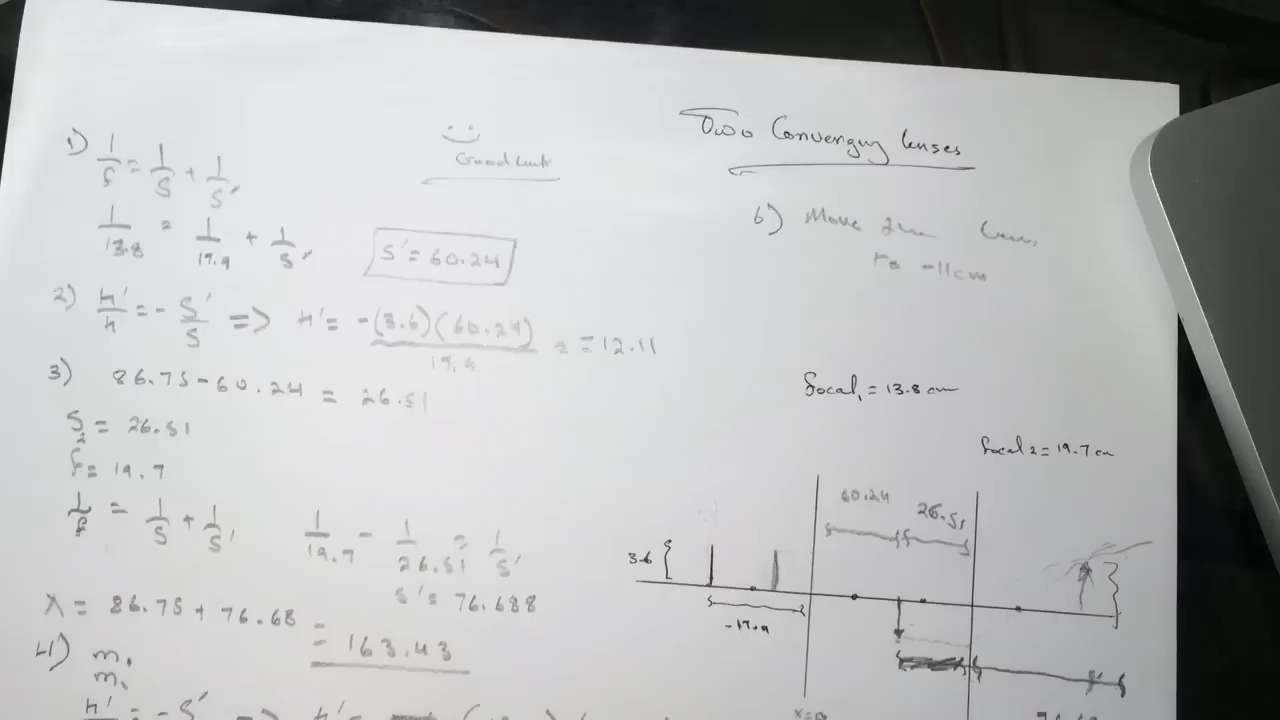 Two Converging lenses
Good Luck
1) 1/f = 1/S + 1/S'
1/13.8 = 1/17.9 + 1/S'
S' = 60.24
2) h'/h = - S'/S => h' = -(3.6)(60.24)/17.9 = 12.11
3) 86.75 - 60.24 = 26.51
S2 = 26.51
f = 19.7
1/f = 1/S + 1/S'
1/19.7 - 1/26.51 = 1/S'
S' = 76.688
X = 86.75 + 76.68 = 163.43
4) m,
m,
h'/h = - S' => h' =
6) Move 2nd lens
to -11cm
focal1 = 13.8 cm
focal2 = 19.7 cm
60.24
26.51
3.6
-17.9
x=0